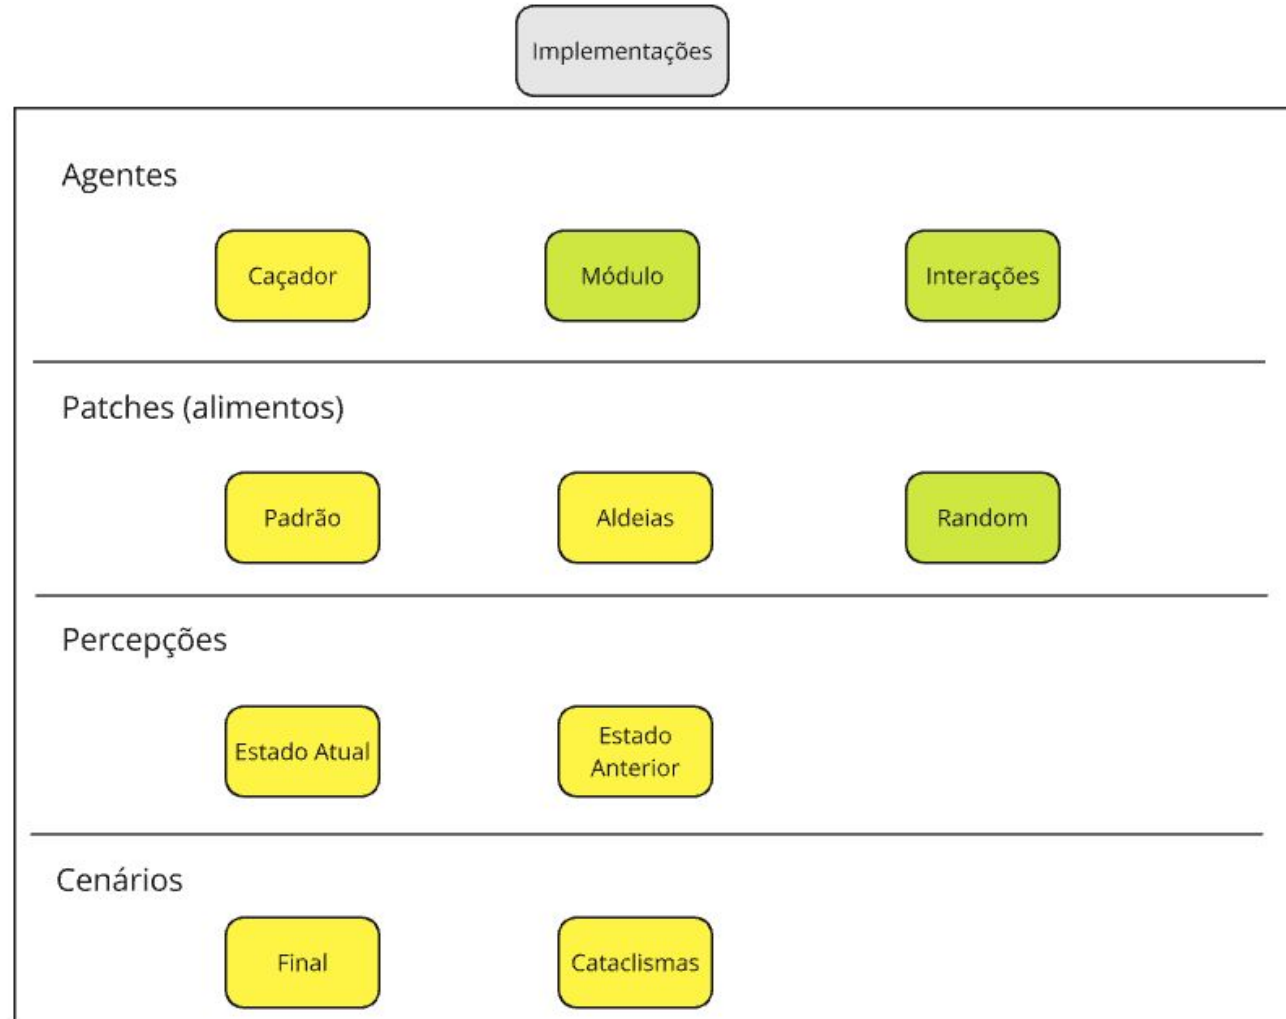 Implementações
Agentes
Caçador
Módulo
Interações
Patches (alimentos)
Padrão
Aldeias
Random
Percepções
Estado Atual
Estado
Anterior
Cenários
Final
Cataclismas